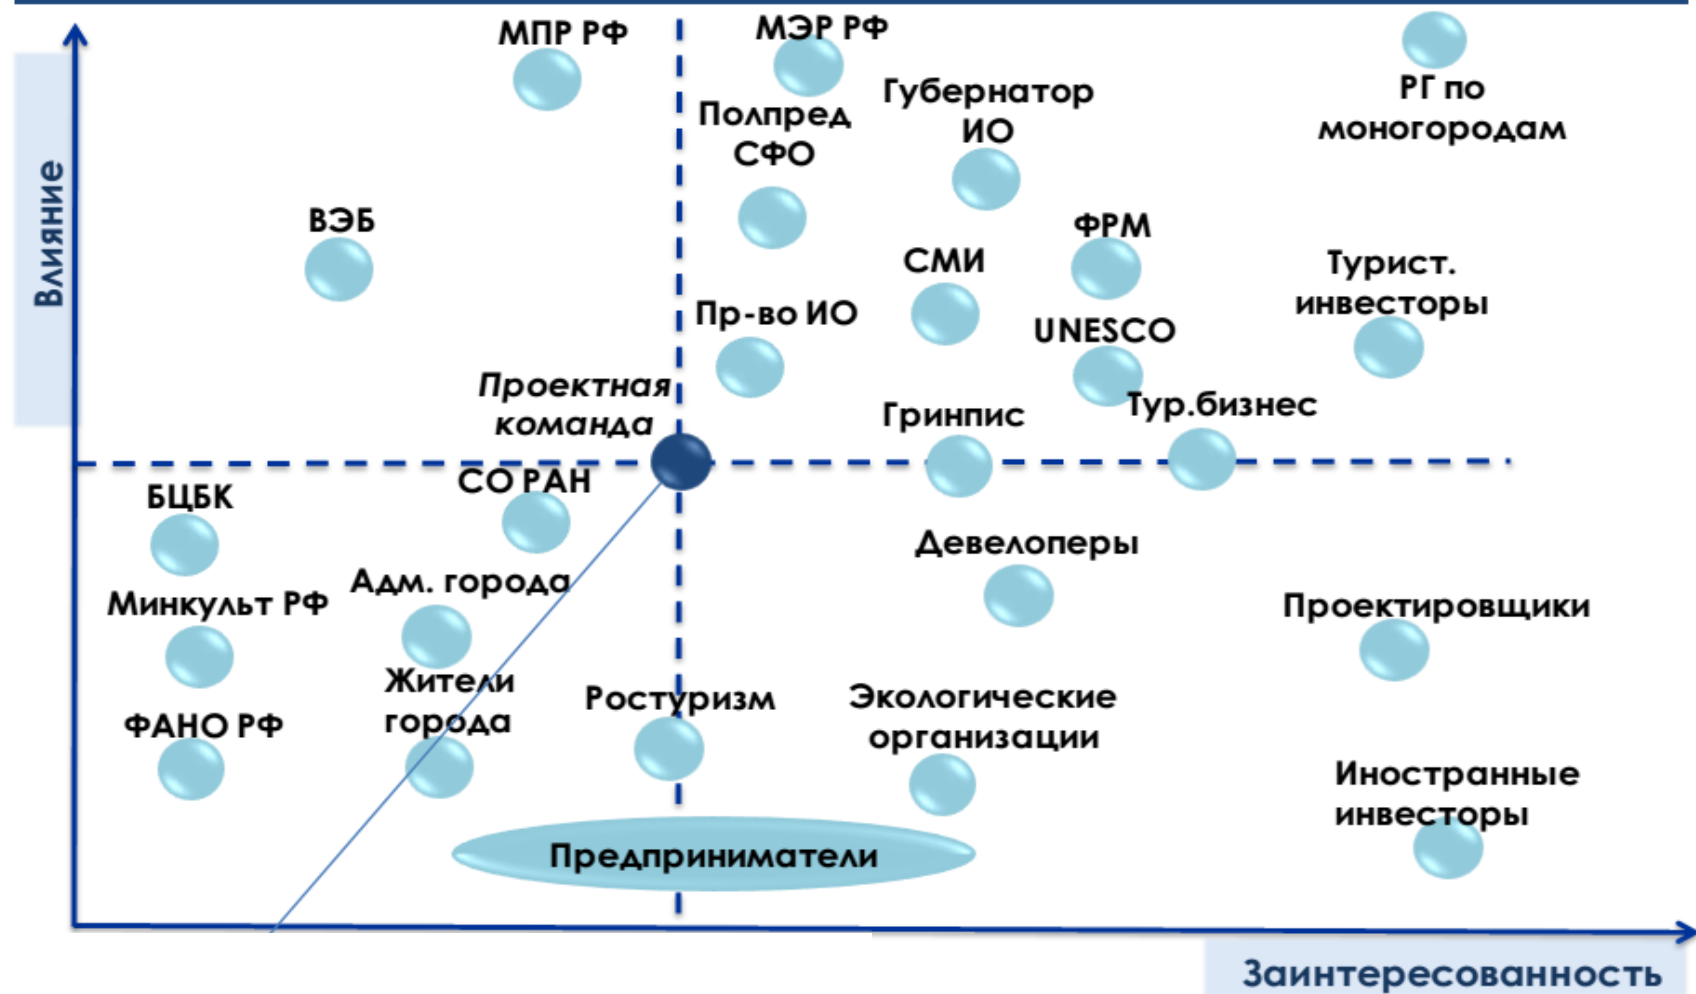 МПР РФ
МЭР РФ
РГ по
моногородам
Губернатор
ИО
Полпред
СФО
Влияние
ВЭБ
ФРМ
СМИ
Турист.
инвесторы
Пр-во ИО
UNESCO
Проектная
команда
Гринпис
Тур.бизнес
СО РАН
БЦБК
Девелоперы
Адм. города
Минкульт РФ
Проектировщики
Жители
города
Ростуризм
Экологические
организации
ФАНО РФ
Иностранные
инвесторы
Предприниматели
Заинтересованность